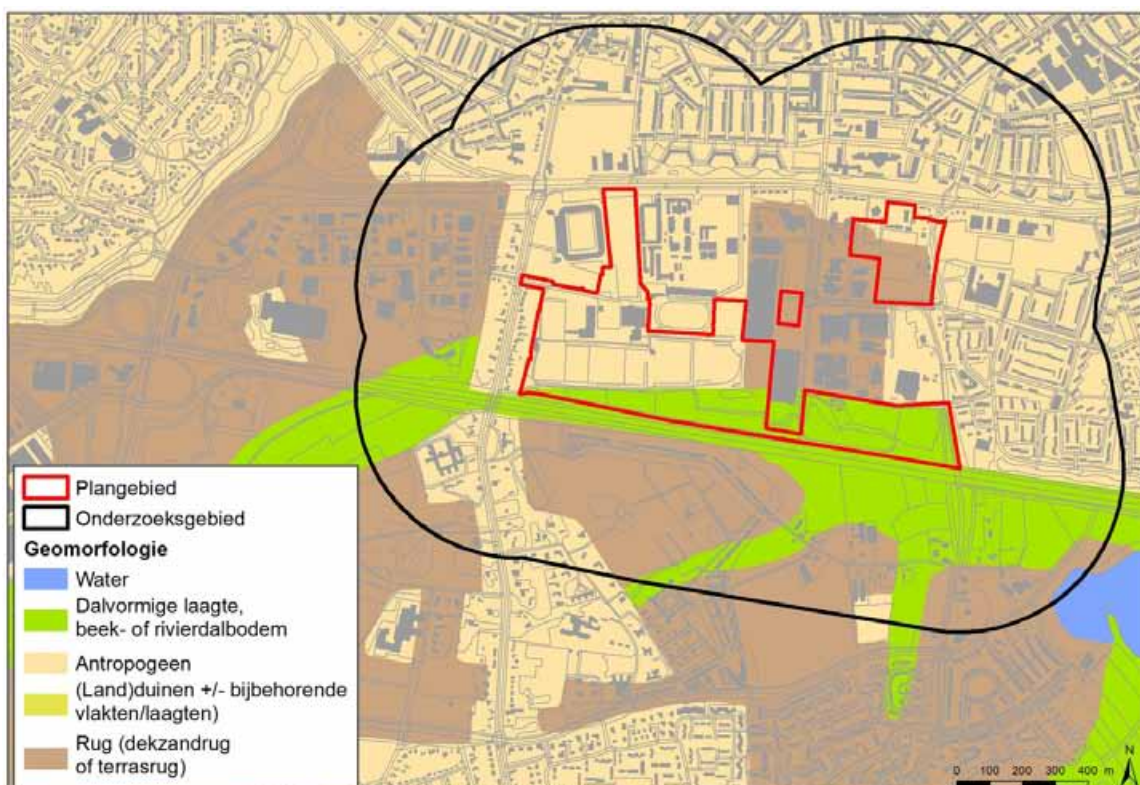 Plangebied
Onderzoeksgebied
Geomorfologie
Water
Dalvormige laagte,
beek- of rivierdalbodem
Antropogeen
(Land)duinen +/- bijbehorende
vlakten/laagten)
Rug (dekzandrug
of terrasrug)
N
0 100 200 300 400 m